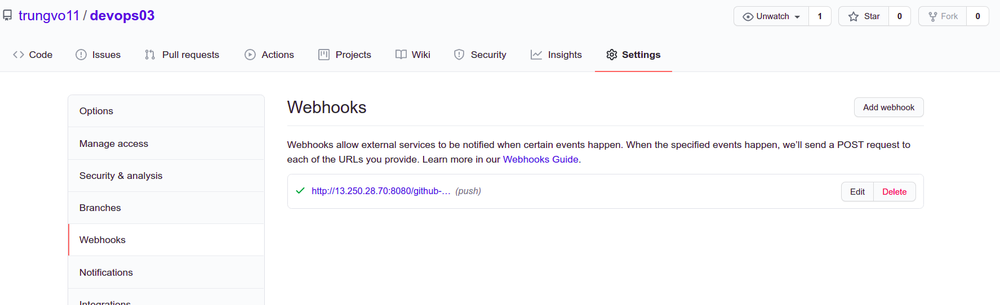 trungvo11 / devops03
Unwatch 1 Star 0 Fork 0
Code Issues Pull requests Actions Projects Wiki Security Insights Settings
Options
Manage access
Security & analysis
Branches
Webhooks
Notifications
Integrations
Webhooks
Add webhook
Webhooks allow external services to be notified when certain events happen. When the specified events happen, we’ll send a POST request to
each of the URLs you provide. Learn more in our Webhooks Guide.
http://13.250.28.70:8080/github-… (push)
Edit Delete